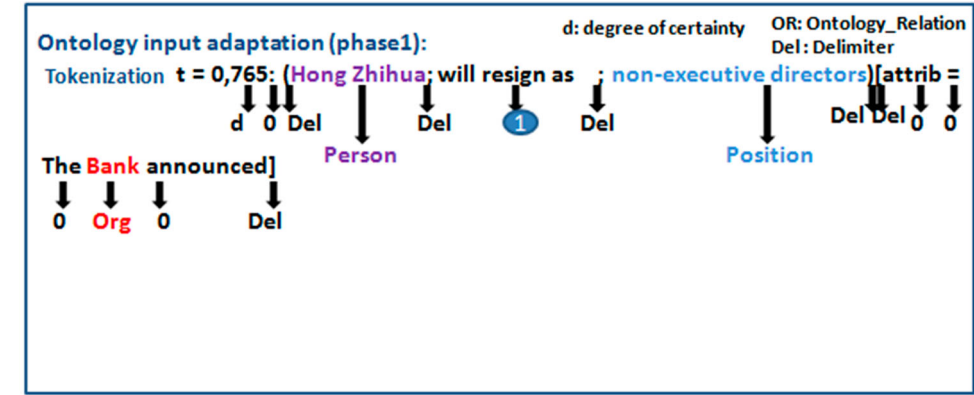 d: degree of certainty
OR: Ontology_Relation
Del : Delimiter
Ontology input adaptation (phase1):
Tokenization t = 0,765: (Hong Zhihua; will resign as ; non-executive directors)[attrib =
d 0 Del Del 1 Del Del Del 0 0
Person Position
The Bank announced]
0 Org 0 Del